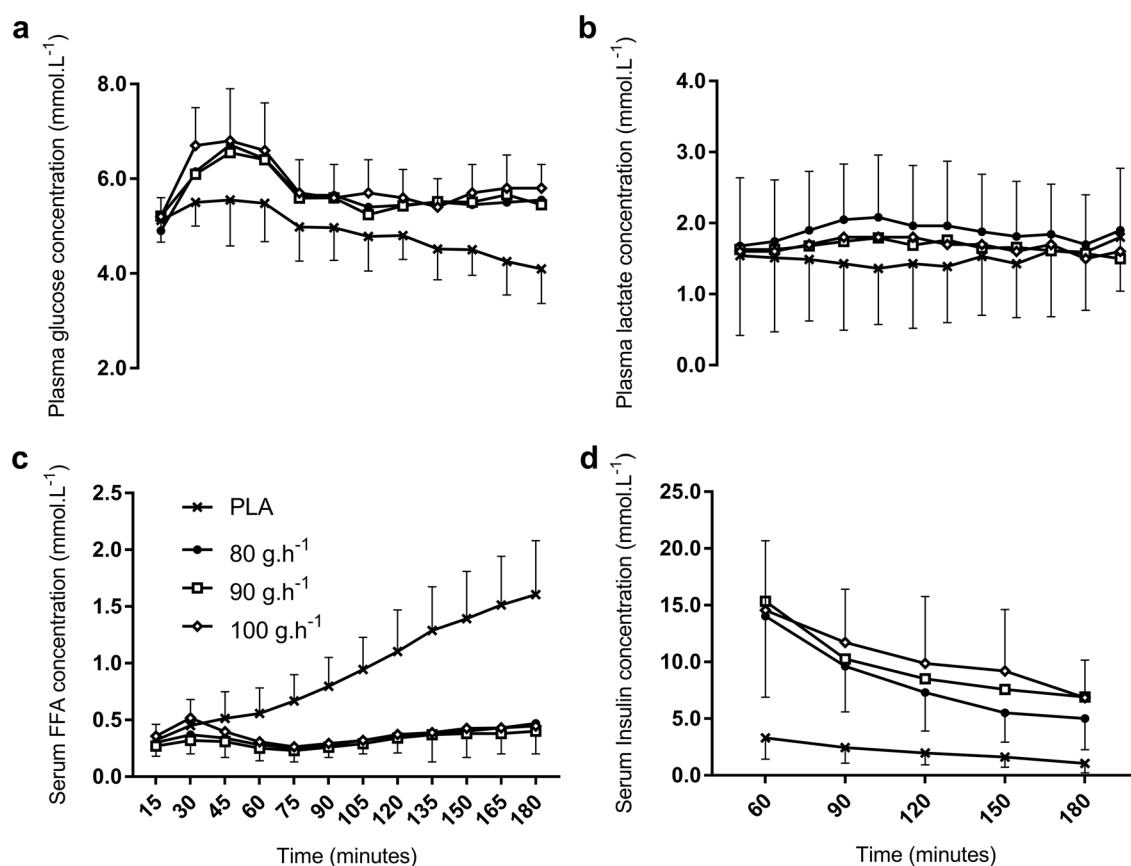 a
Plasma glucose concentration (mmol.L⁻¹)
8.0
6.0
4.0
2.0
b
Plasma lactate concentration (mmol.L⁻¹)
4.0
3.0
2.0
1.0
0.0
c
Serum FFA concentration (mmol.L⁻¹)
2.5
2.0
1.5
1.0
0.5
0.0
PLA
80 g.h⁻¹
90 g.h⁻¹
100 g.h⁻¹
15 30 45 60 75 90 105 120 135 150 165 180
Time (minutes)
d
Serum Insulin concentration (mmol.L⁻¹)
25.0
20.0
15.0
10.0
5.0
0.0
60 90 120 150 180
Time (minutes)